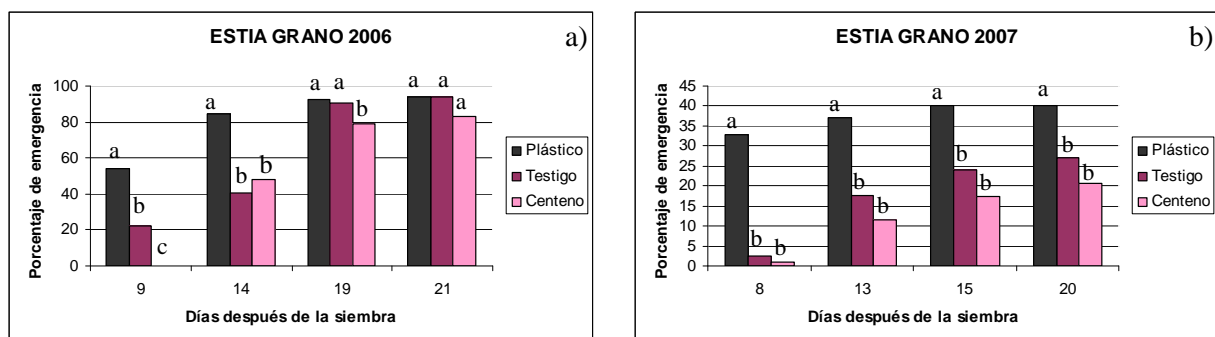 ESTIA GRANO 2006
a)
Porcentaje de emergencia
100
80
60
40
20
0
a
b
c
a
b
b
a
a
b
a
a
a
9
14
19
21
Días después de la siembra
Plástico
Testigo
Centeno
ESTIA GRANO 2007
b)
Porcentaje de emergencia
45
40
35
30
25
20
15
10
5
0
a
b
b
a
b
b
a
b
b
a
b
b
8
13
15
20
Días después de la siembra
Plástico
Testigo
Centeno